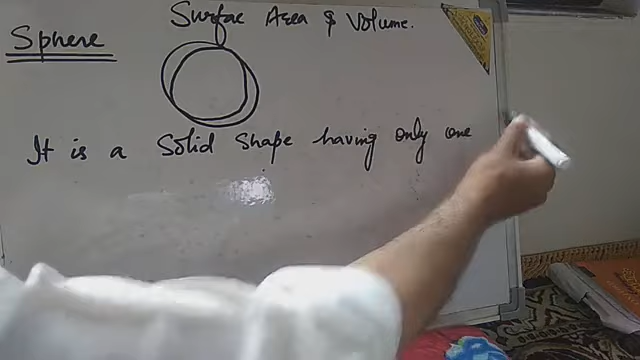 Surfac Area & Volume.
Sphere
It is a Solid Shape having only one